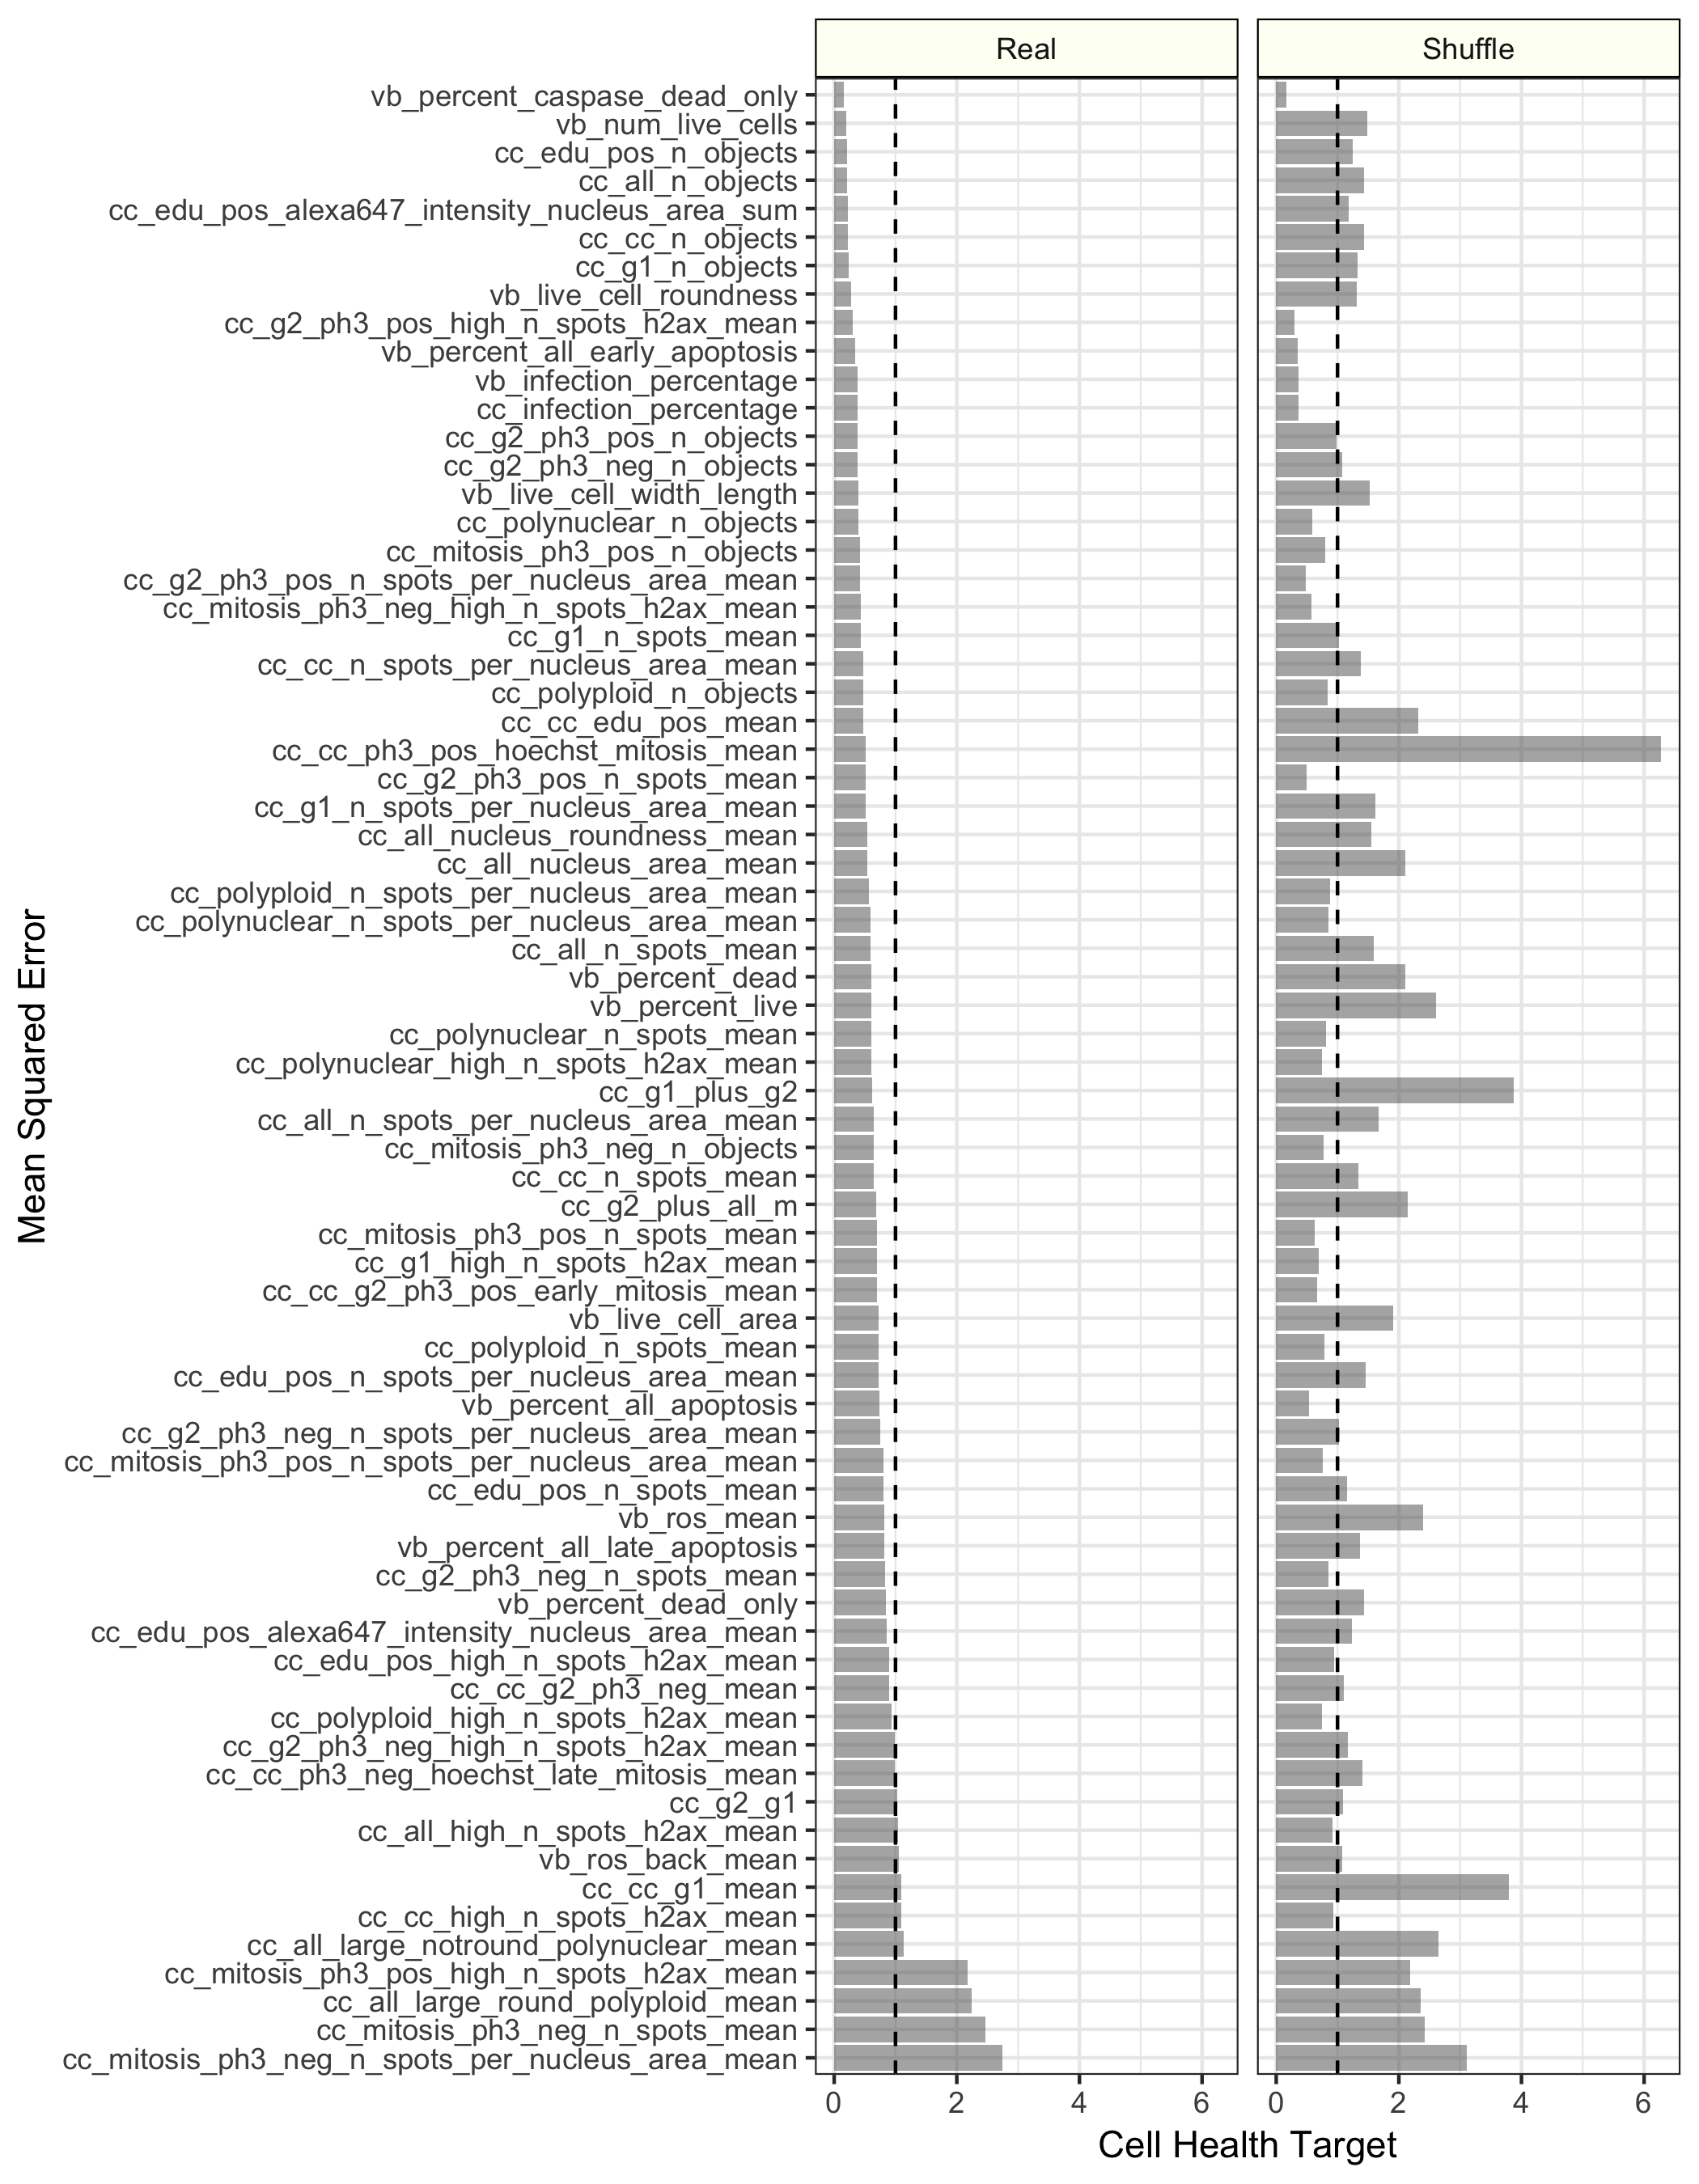 Real
Shuffle
vb_percent_caspase_dead_only
vb_num_live_cells
cc_edu_pos_n_objects
cc_all_n_objects
cc_edu_pos_alexa647_intensity_nucleus_area_sum
cc_cc_n_objects
cc_g1_n_objects
vb_live_cell_roundness
cc_g2_ph3_pos_high_n_spots_h2ax_mean
vb_percent_all_early_apoptosis
vb_infection_percentage
cc_infection_percentage
cc_g2_ph3_pos_n_objects
cc_g2_ph3_neg_n_objects
vb_live_cell_width_length
cc_polynuclear_n_objects
cc_mitosis_ph3_pos_n_objects
cc_g2_ph3_pos_n_spots_per_nucleus_area_mean
cc_mitosis_ph3_neg_high_n_spots_h2ax_mean
cc_g1_n_spots_mean
cc_cc_n_spots_per_nucleus_area_mean
cc_polyploid_n_objects
cc_cc_edu_pos_mean
cc_cc_ph3_pos_hoechst_mitosis_mean
cc_g2_ph3_pos_n_spots_mean
cc_g1_n_spots_per_nucleus_area_mean
cc_all_nucleus_roundness_mean
cc_all_nucleus_area_mean
cc_polyploid_n_spots_per_nucleus_area_mean
cc_polynuclear_n_spots_per_nucleus_area_mean
cc_all_n_spots_mean
vb_percent_dead
vb_percent_live
cc_polynuclear_n_spots_mean
cc_polynuclear_high_n_spots_h2ax_mean
cc_g1_plus_g2
cc_all_n_spots_per_nucleus_area_mean
cc_mitosis_ph3_neg_n_objects
cc_cc_n_spots_mean
cc_g2_plus_all_m
cc_mitosis_ph3_pos_n_spots_mean
cc_g1_high_n_spots_h2ax_mean
cc_cc_g2_ph3_pos_early_mitosis_mean
vb_live_cell_area
cc_polyploid_n_spots_mean
cc_edu_pos_n_spots_per_nucleus_area_mean
vb_percent_all_apoptosis
cc_g2_ph3_neg_n_spots_per_nucleus_area_mean
cc_mitosis_ph3_pos_n_spots_per_nucleus_area_mean
cc_edu_pos_n_spots_mean
vb_ros_mean
vb_percent_all_late_apoptosis
cc_g2_ph3_neg_n_spots_mean
vb_percent_dead_only
cc_edu_pos_alexa647_intensity_nucleus_area_mean
cc_edu_pos_high_n_spots_h2ax_mean
cc_cc_g2_ph3_neg_mean
cc_polyploid_high_n_spots_h2ax_mean
cc_g2_ph3_neg_high_n_spots_h2ax_mean
cc_cc_ph3_neg_hoechst_late_mitosis_mean
cc_g2_g1
cc_all_high_n_spots_h2ax_mean
vb_ros_back_mean
cc_cc_g1_mean
cc_cc_high_n_spots_h2ax_mean
cc_all_large_notround_polynuclear_mean
cc_mitosis_ph3_pos_high_n_spots_h2ax_mean
cc_all_large_round_polyploid_mean
cc_mitosis_ph3_neg_n_spots_mean
cc_mitosis_ph3_neg_n_spots_per_nucleus_area_mean
Mean Squared Error
0 2 4 6
0 2 4 6
Cell Health Target